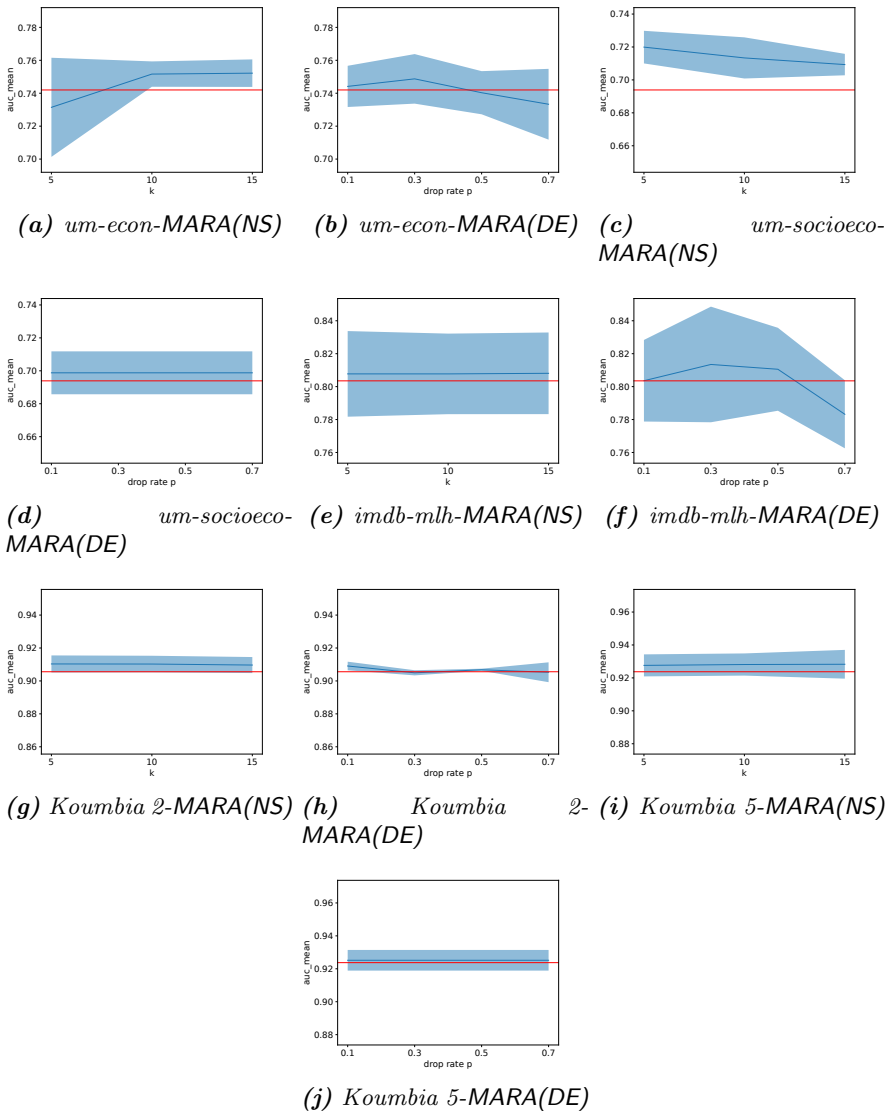 0.78
0.76
0.74
0.72
0.70
auc_mean
5
10
15
k
(a) um-econ-MARA(NS)
0.78
0.76
0.74
0.72
0.70
auc_mean
0.1
0.3
0.5
0.7
drop rate p
(b) um-econ-MARA(DE)
0.74
0.72
0.70
0.68
0.66
auc_mean
5
10
15
k
(c) um-socioeco-
MARA(NS)
0.74
0.72
0.70
0.68
0.66
auc_mean
0.1
0.3
0.5
0.7
drop rate p
(d) um-socioeco-
MARA(DE)
0.84
0.82
0.80
0.78
0.76
auc_mean
5
10
15
k
(e) imdb-mlh-MARA(NS)
0.84
0.82
0.80
0.78
0.76
auc_mean
0.1
0.3
0.5
0.7
drop rate p
(f) imdb-mlh-MARA(DE)
0.94
0.92
0.90
0.88
0.86
auc_mean
5
10
15
k
(g) Koumbia 2-MARA(NS)
0.94
0.92
0.90
0.88
0.86
auc_mean
0.1
0.3
0.5
0.7
drop rate p
(h) Koumbia 2-
MARA(DE)
0.96
0.94
0.92
0.90
0.88
auc_mean
5
10
15
k
(i) Koumbia 5-MARA(NS)
0.96
0.94
0.92
0.90
0.88
auc_mean
0.1
0.3
0.5
0.7
drop rate p
(j) Koumbia 5-MARA(DE)